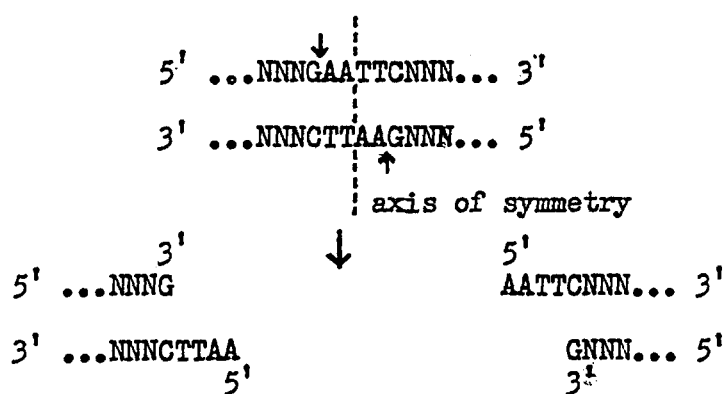 5' ...NNNGAATTCNNN... 3'
3' ...NNNCTTAAGNNN... 5'
axis of symmetry
3' 5'
5' ...NNNG AATTCNNN... 3'
3' ...NNNCTTAA GNNN... 5'
5' 3'